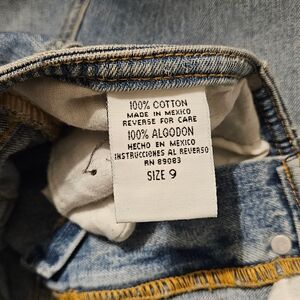 100% COTTON
MADE IN MEXICO
REVERSE FOR CARE
100% ALGODON
HECHO EN MEXICO
INSTRUCCIONES AL REVERSO
RN 89083
SIZE 9